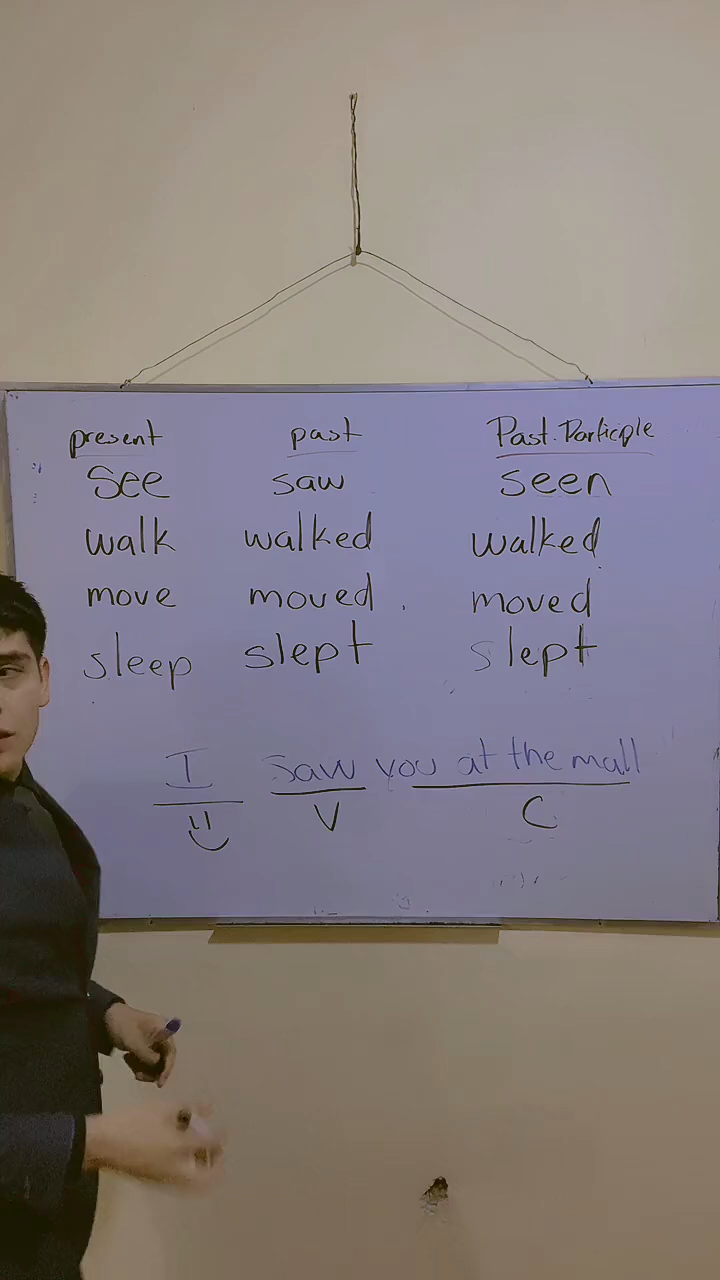 present past Past.Participle
see saw seen
walk walked walked
move moved moved
sleep slept slept
I saw you at the mall
V C